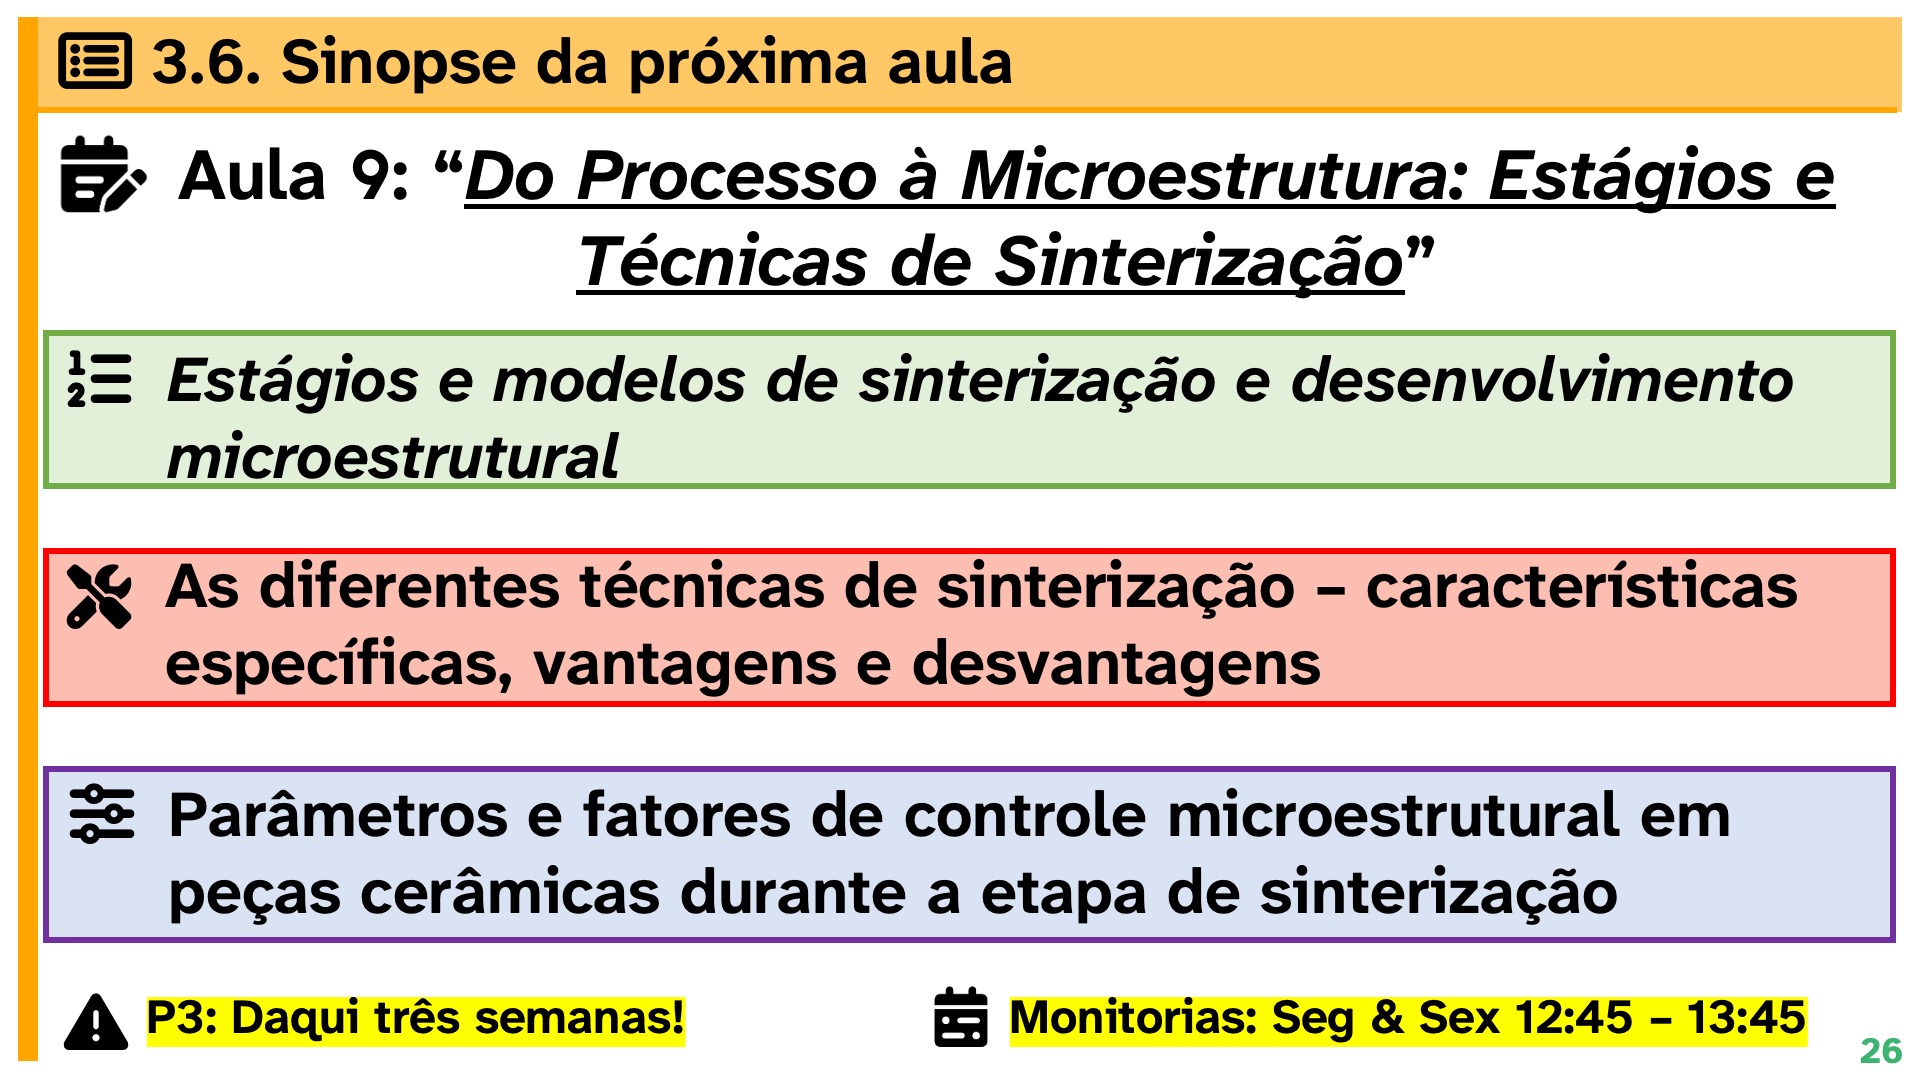 3.6. Sinopse da próxima aula
Aula 9: “Do Processo à Microestrutura: Estágios e
Técnicas de Sinterização”
Estágios e modelos de sinterização e desenvolvimento
microestrutural
As diferentes técnicas de sinterização – características
específicas, vantagens e desvantagens
Parâmetros e fatores de controle microestrutural em
peças cerâmicas durante a etapa de sinterização
P3: Daqui três semanas!
Monitorias: Seg & Sex 12:45 – 13:45
26